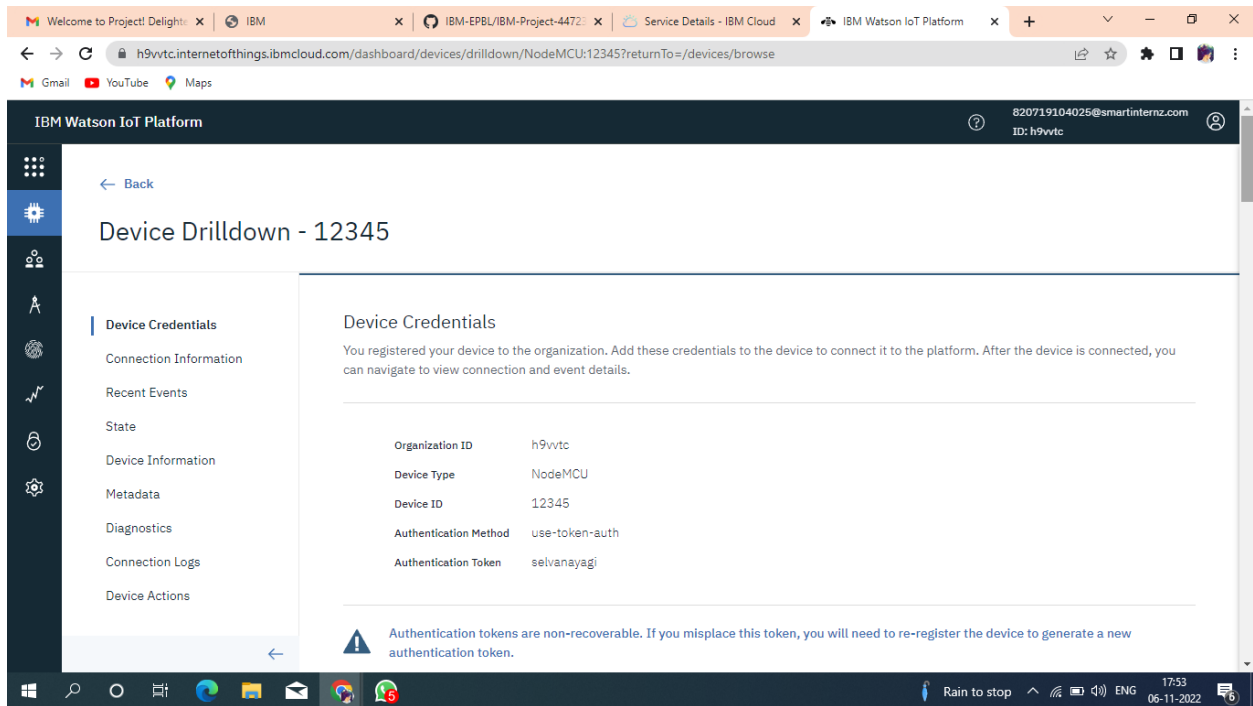 Welcome to Project! Delighte
IBM
IBM-EPBL/IBM-Project-44723
Service Details - IBM Cloud
IBM Watson IoT Platform
h9vvtc.internetofthings.ibmcloud.com/dashboard/devices/drilldown/NodeMCU:12345?returnTo=/devices/browse
Gmail
YouTube
Maps
IBM Watson IoT Platform
820719104025@smartinternz.com
ID: h9vvtc
Back
Device Drilldown - 12345
Device Credentials
Connection Information
Recent Events
State
Device Information
Metadata
Diagnostics
Connection Logs
Device Actions
Device Credentials
You registered your device to the organization. Add these credentials to the device to connect it to the platform. After the device is connected, you
can navigate to view connection and event details.
Organization ID h9vvtc
Device Type NodeMCU
Device ID 12345
Authentication Method use-token-auth
Authentication Token selvanayagi
Authentication tokens are non-recoverable. If you misplace this token, you will need to re-register the device to generate a new
authentication token.
5
Rain to stop
ENG
17:53
06-11-2022
6